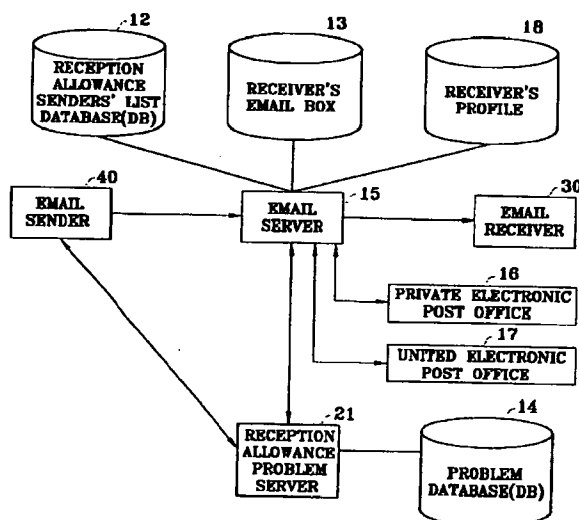 12
13
18
RECEPTION
ALLOWANCE
SENDERS' LIST
DATABASE(DB)
RECEIVER'S
EMAIL BOX
RECEIVER'S
PROFILE
40
15
30
EMAIL
SENDER
EMAIL
SERVER
EMAIL
RECEIVER
16
PRIVATE ELECTRONIC
POST OFFICE
17
UNITED ELECTRONIC
POST OFFICE
21
14
RECEPTION
ALLOWANCE
PROBLEM
SERVER
PROBLEM
DATABASE(DB)